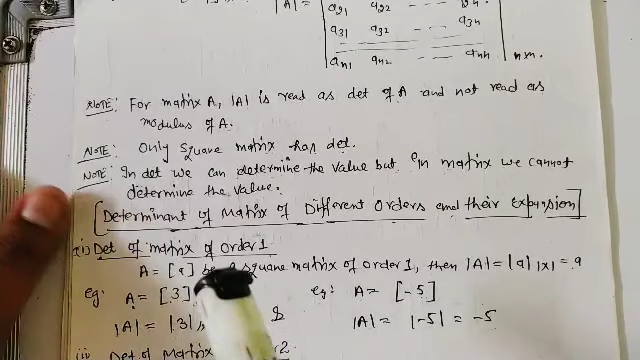 |A| =
a21 a22 - - - a2n
a31 a32 - - - a3n
an1 an2 - - - ann
nxn.
NOTE: For matrix A, |A| is read as det of A and not read as
modulus of A.
NOTE: Only square matrix has det.
NOTE: In det we can determine the value but in matrix we cannot
determine the value.
[Determinant of Matrix of Different Orders and their Expansion]
(i) Det of matrix of order 1
A = [a] be square matrix of order 1, then |A| = |a|1x1 = a
eg: A = [3]
eg: A = [-5]
|A| = |3|
&
|A| = |-5| = -5
(ii) Det of Matrix 2